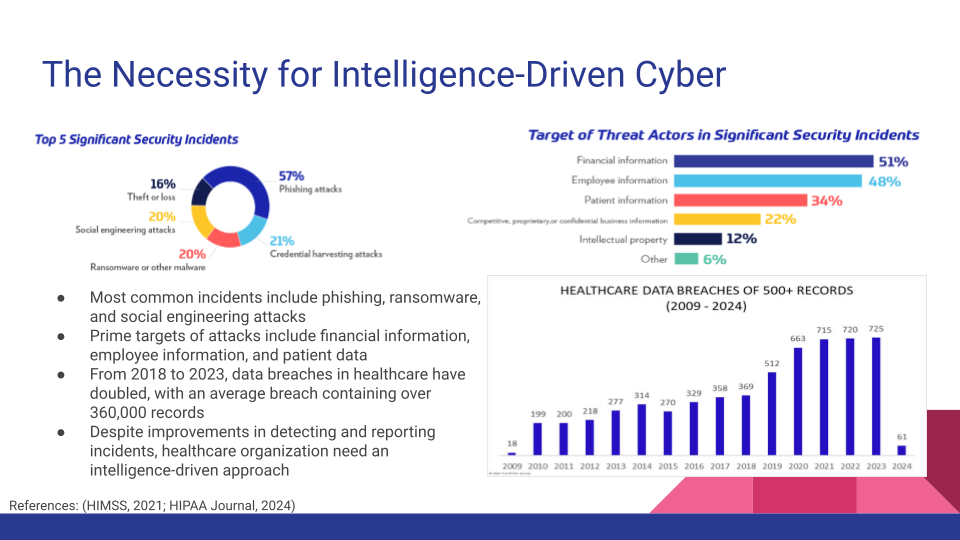 The Necessity for Intelligence-Driven Cyber
Top 5 Significant Security Incidents
57%
Phishing attacks
16%
Theft or loss
20%
Social engineering attacks
21%
Credential harvesting attacks
20%
Ransomware or other malware
Target of Threat Actors in Significant Security Incidents
Financial information 51%
Employee information 48%
Patient information 34%
Competitive, proprietary,or confidential business information 22%
Intellectual property 12%
Other 6%
● Most common incidents include phishing, ransomware,
and social engineering attacks
● Prime targets of attacks include financial information,
employee information, and patient data
● From 2018 to 2023, data breaches in healthcare have
doubled, with an average breach containing over
360,000 records
● Despite improvements in detecting and reporting
incidents, healthcare organization need an
intelligence-driven approach
HEALTHCARE DATA BREACHES OF 500+ RECORDS
(2009 - 2024)
18 199 200 218 277 314 270 329 358 369 512 663 715 720 725 61
2009 2010 2011 2012 2013 2014 2015 2016 2017 2018 2019 2020 2021 2022 2023 2024
References: (HIMSS, 2021; HIPAA Journal, 2024)